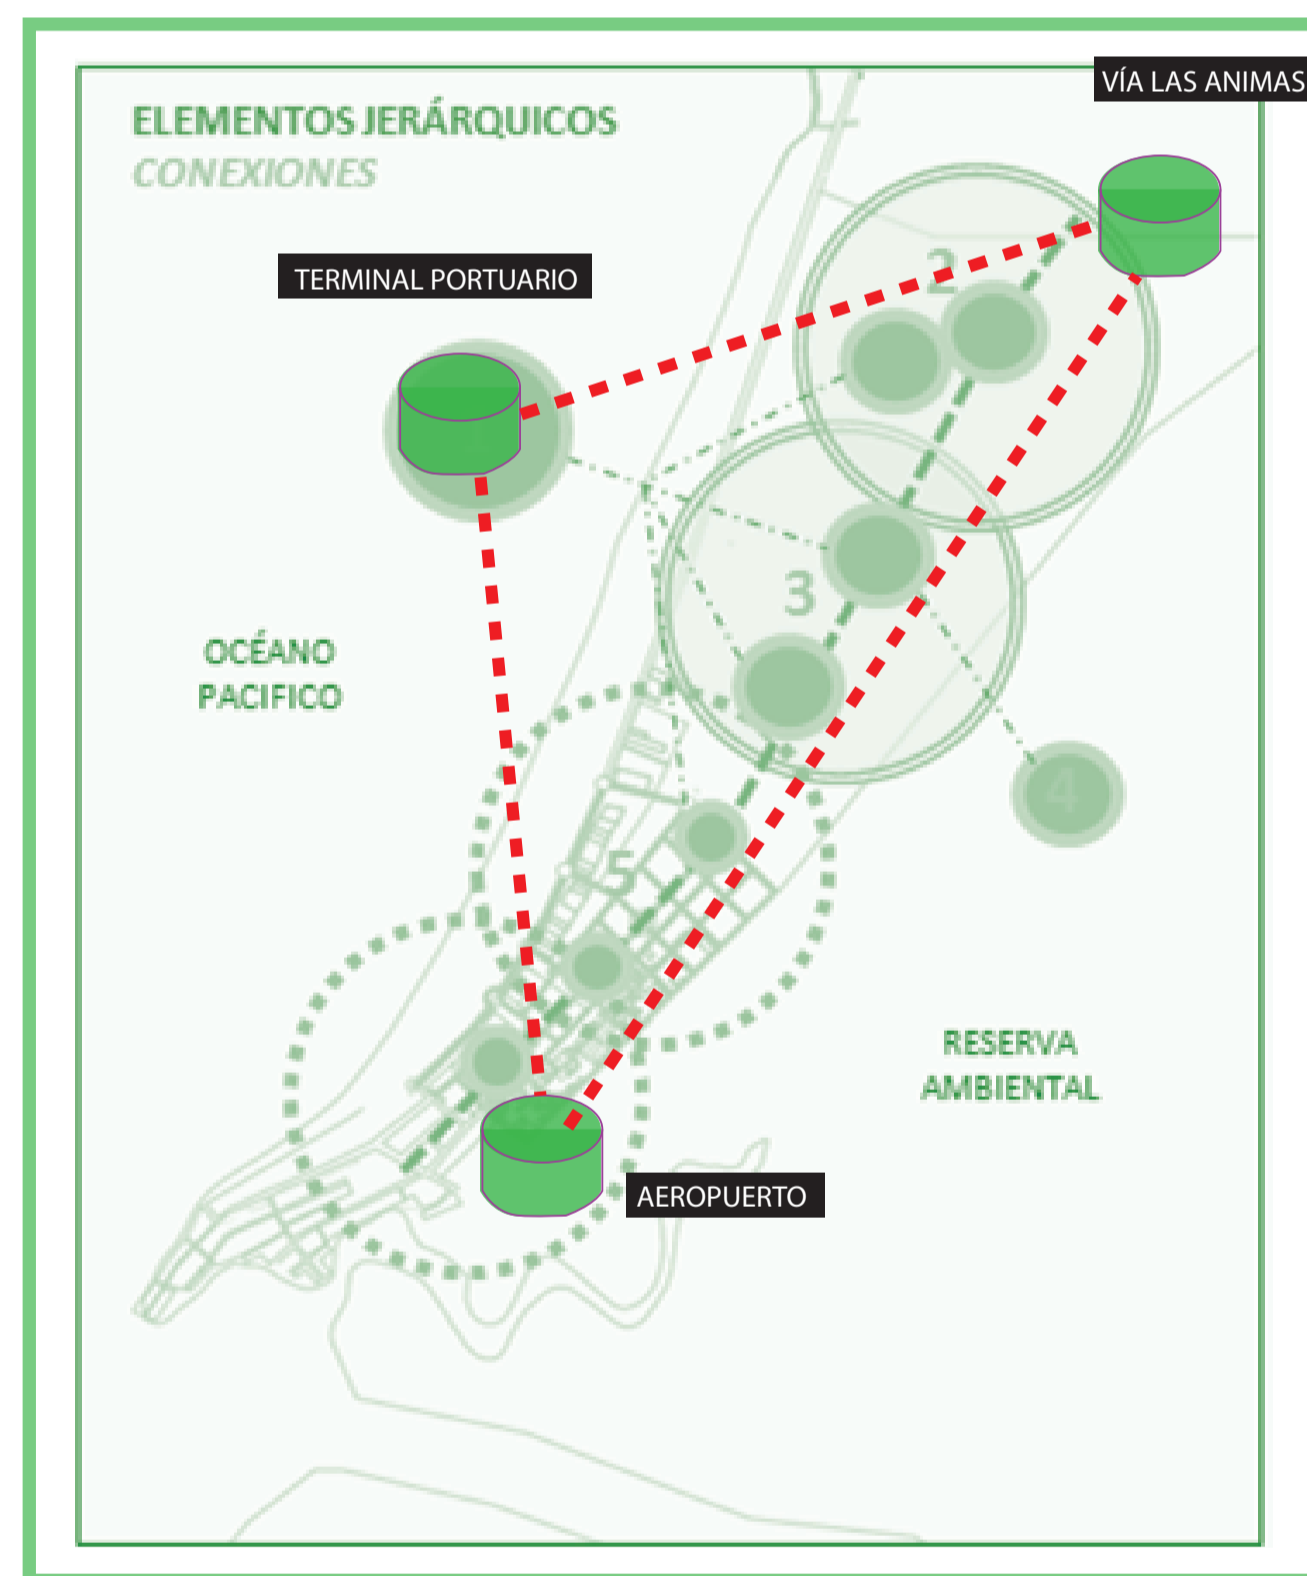 VÍA LAS ANIMAS
ELEMENTOS JERÁRQUICOS
CONEXIONES
TERMINAL PORTUARIO
2
3
OCÉANO
PACIFICO
4
5
RESERVA
AMBIENTAL
AEROPUERTO